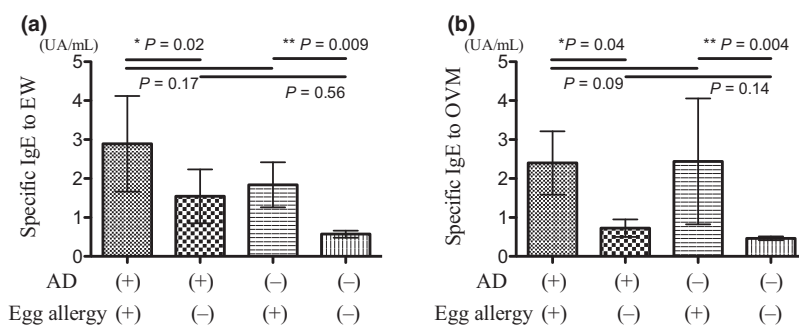 (a)
(UA/mL)
* P = 0.02
** P = 0.009
P = 0.17
P = 0.56
Specific IgE to EW
5
4
3
2
1
0
AD (+) (+) (–) (–)
Egg allergy (+) (–) (+) (–)
(b)
(UA/mL)
*P = 0.04
** P = 0.004
P = 0.09
P = 0.14
Specific IgE to OVM
5
4
3
2
1
0
AD (+) (+) (–) (–)
Egg allergy (+) (–) (+) (–)